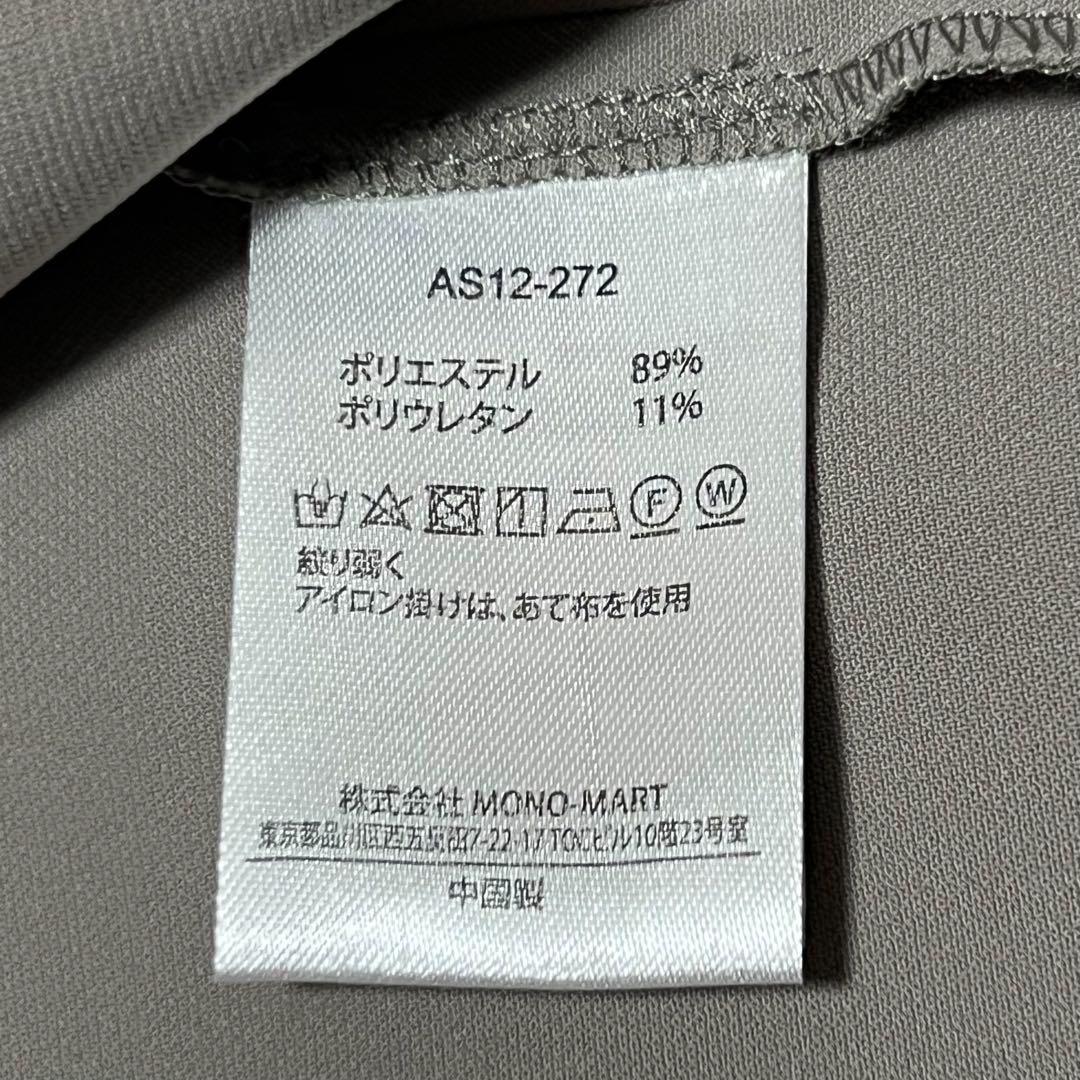 AS12-272
ポリエステル 89%
ポリウレタン 11%
F W
絞り弱く
アイロン掛けは、あて布を使用
株式会社 MONO-MART
東京都品川区西五反田7-22-17 TOCビル10階23号室
中国製